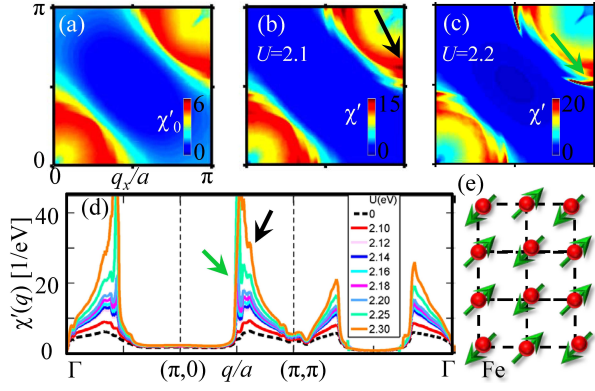 π
(a)
(b)
(c)
U=2.1
U=2.2
6
χ′₀
0
15
χ′
0
20
χ′
0
0
0
qₓ/a
π
(d)
χ′(q) [1/eV]
40
20
0
U(eV)
0
2.10
2.12
2.14
2.16
2.18
2.20
2.25
2.30
Γ
(π,0)
q/a
(π,π)
Γ
(e)
Fe